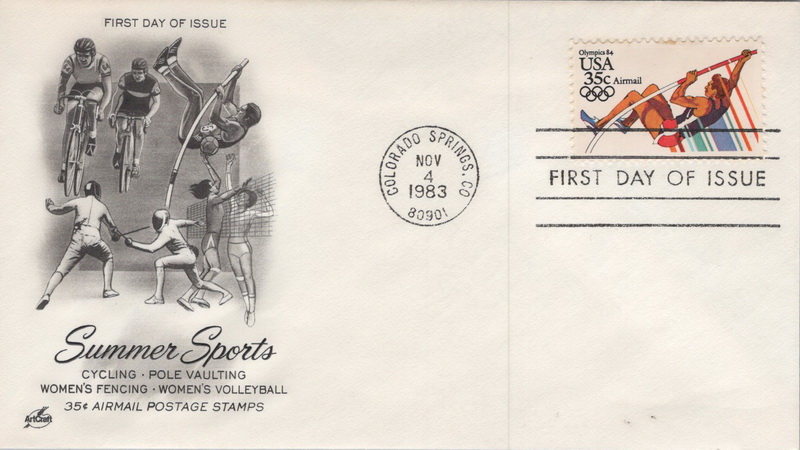 FIRST DAY OF ISSUE
Summer Sports
CYCLING · POLE VAULTING
WOMEN'S FENCING · WOMEN'S VOLLEYBALL
35¢ AIRMAIL POSTAGE STAMPS
ArtCraft
COLORADO SPRINGS, CO
NOV
4
1983
80901
Olympics 84
USA
35c Airmail
FIRST DAY OF ISSUE